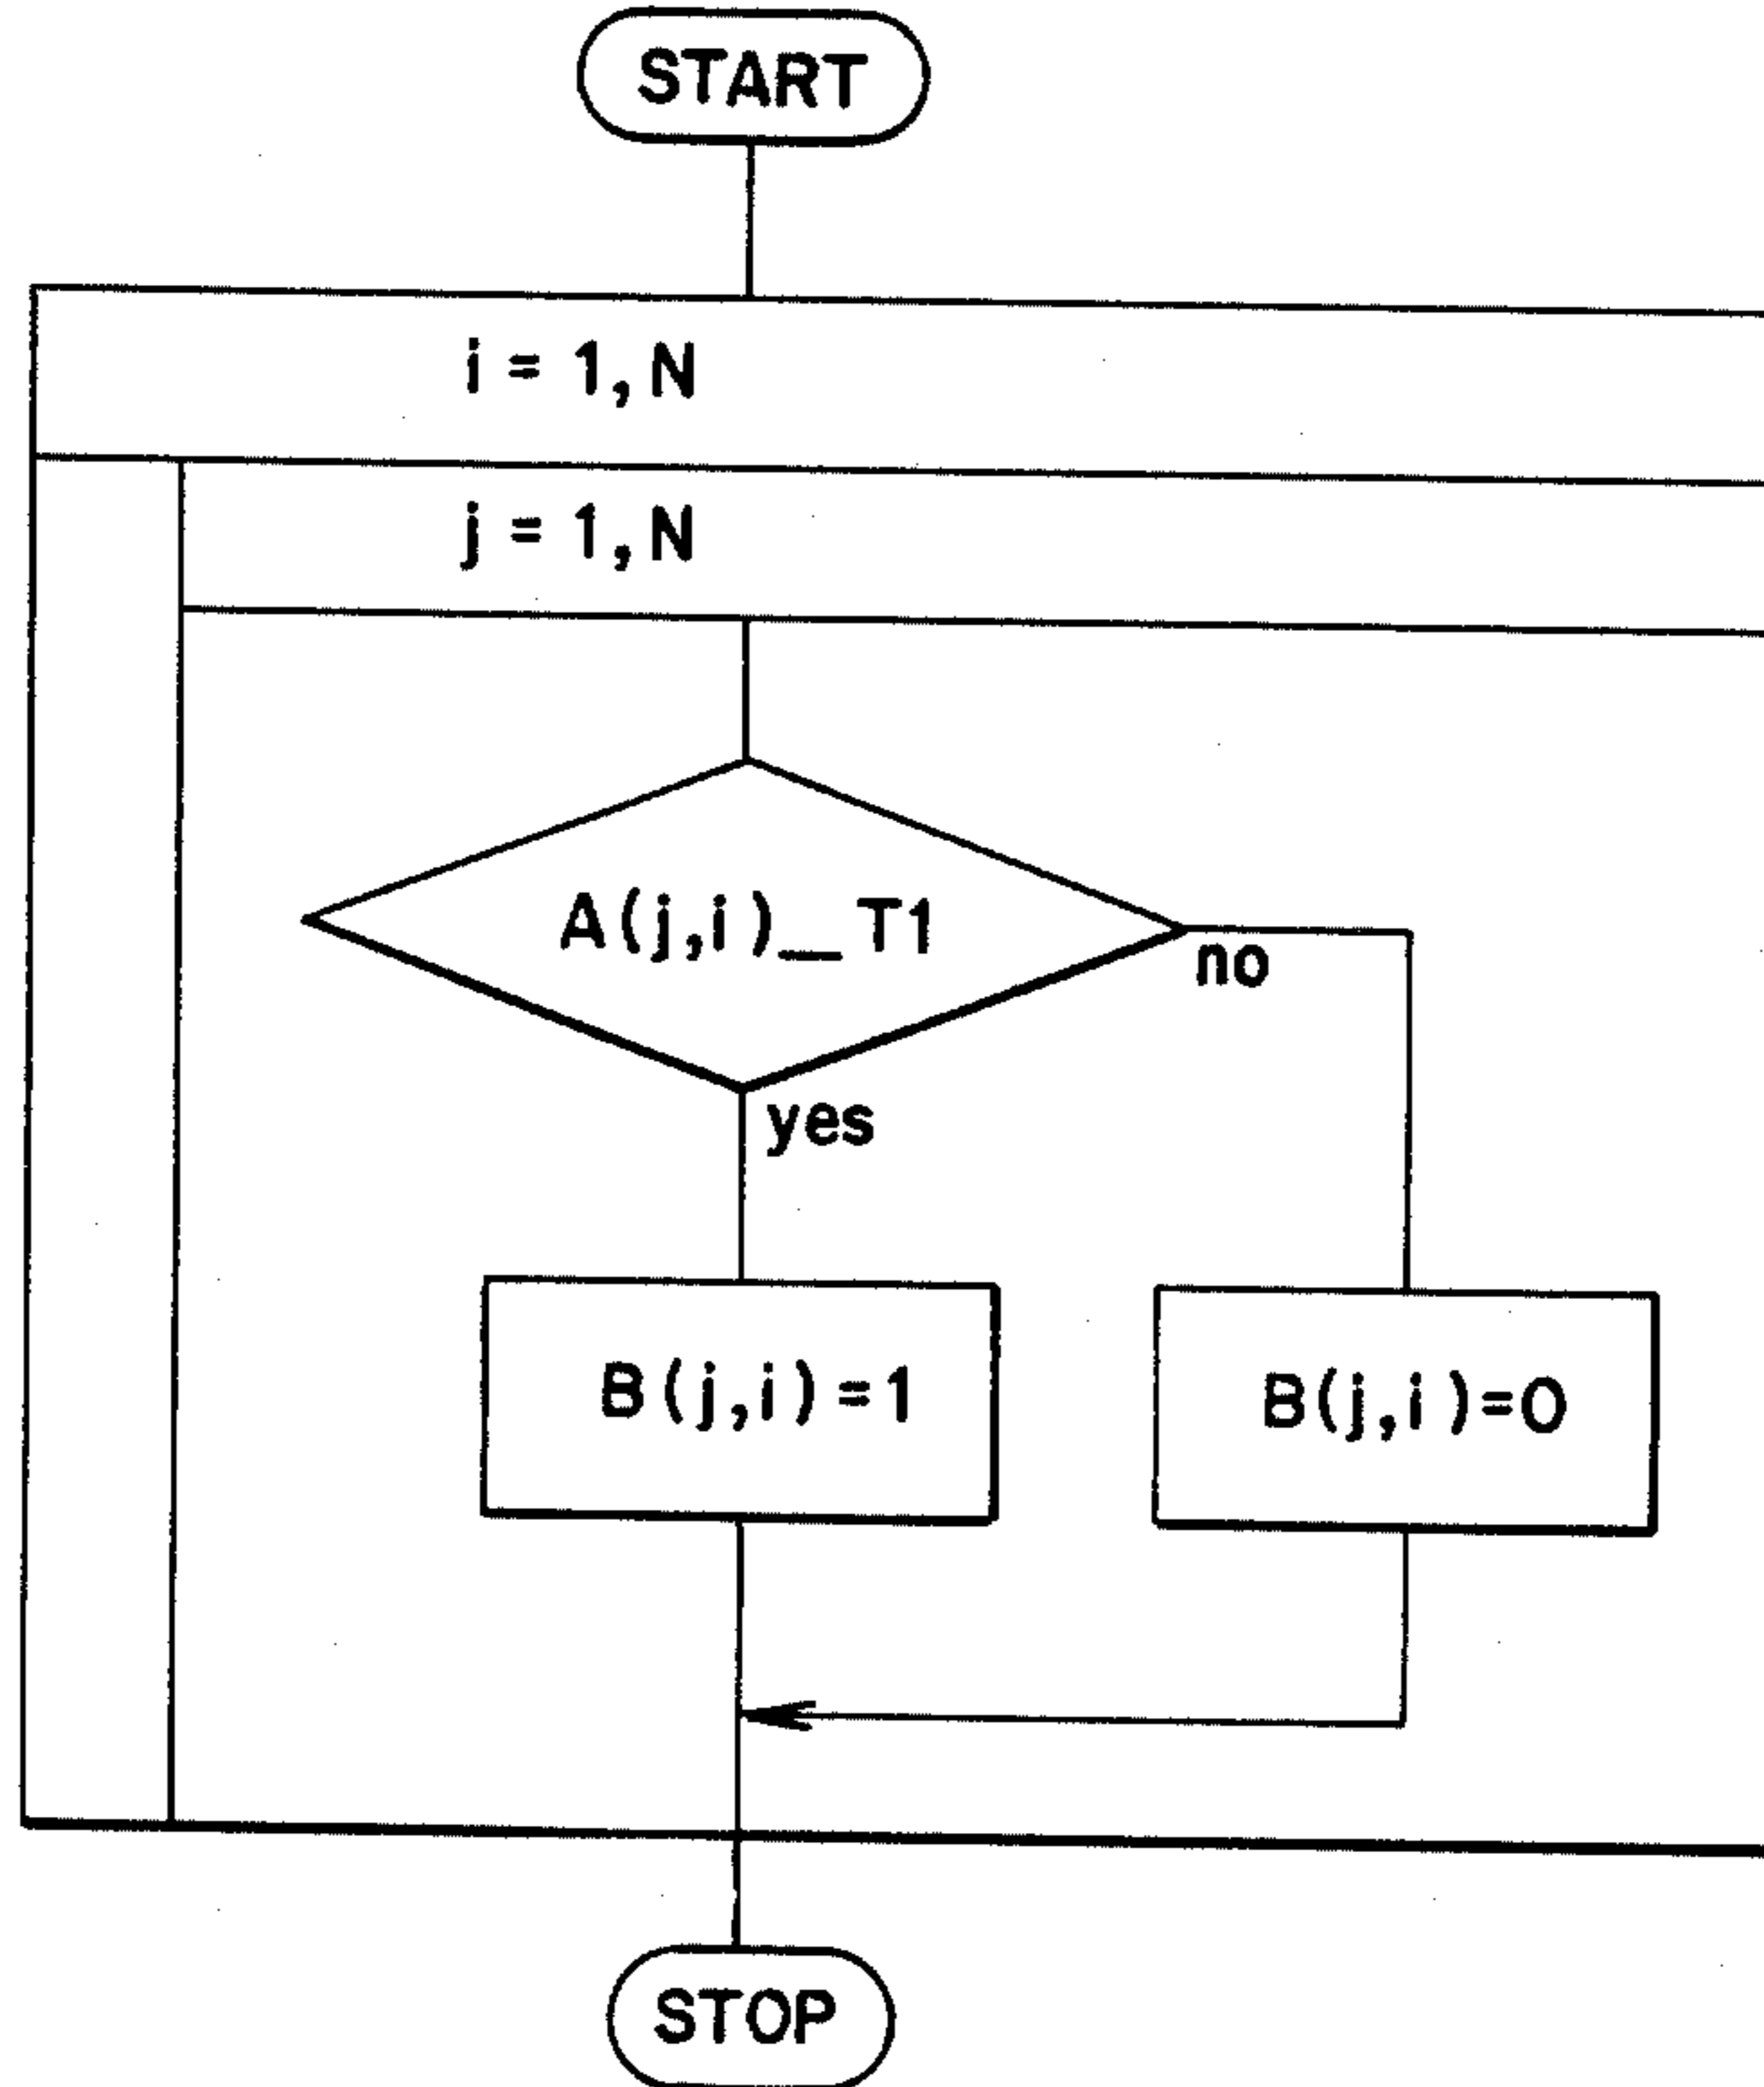 START
i = 1, N
j = 1, N
A(j,i)_T1
no
yes
B(j,i)=1
B(j,i)=0
STOP